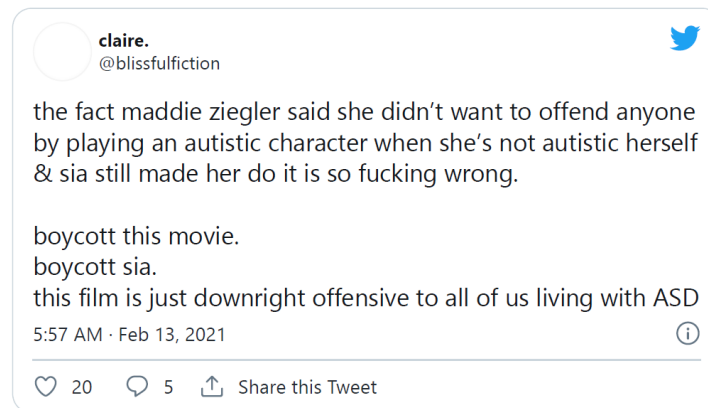 claire.
@blissfulfiction
the fact maddie ziegler said she didn’t want to offend anyone
by playing an autistic character when she’s not autistic herself
& sia still made her do it is so fucking wrong.
boycott this movie.
boycott sia.
this film is just downright offensive to all of us living with ASD
5:57 AM · Feb 13, 2021
20 5 Share this Tweet